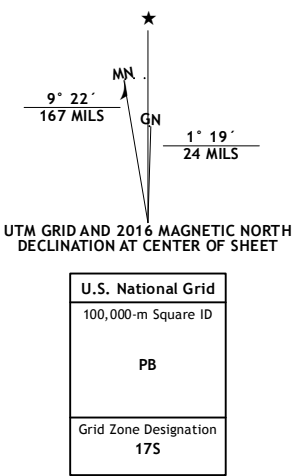 ★
MN
9° 22´
167 MILS
GN
1° 19´
24 MILS
UTM GRID AND 2016 MAGNETIC NORTH
DECLINATION AT CENTER OF SHEET
U.S. National Grid
100,000-m Square ID
PB
Grid Zone Designation
17S